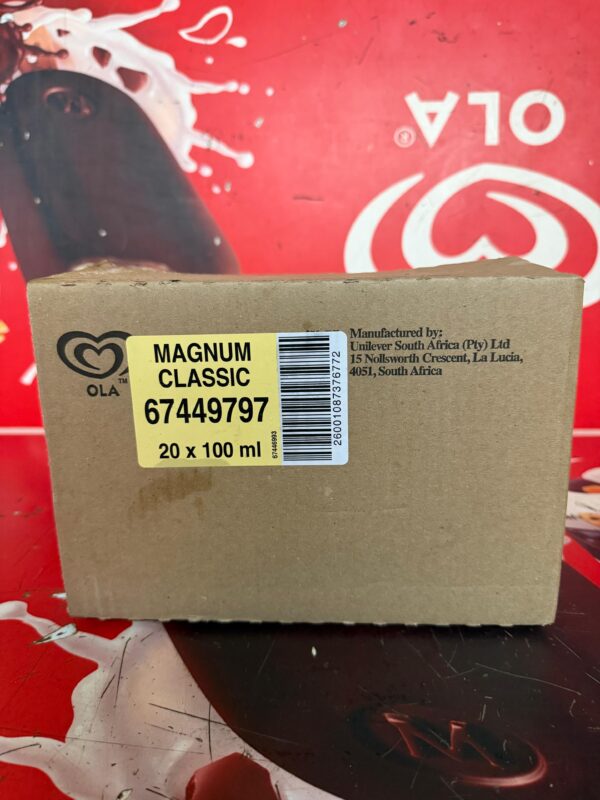 OLA
®
OLA
TM
MAGNUM
CLASSIC
67449797
20 x 100 ml
67446993
26001087376772
Manufactured by:
Unilever South Africa (Pty) Ltd
15 Nollsworth Crescent, La Lucia,
4051, South Africa
M
M